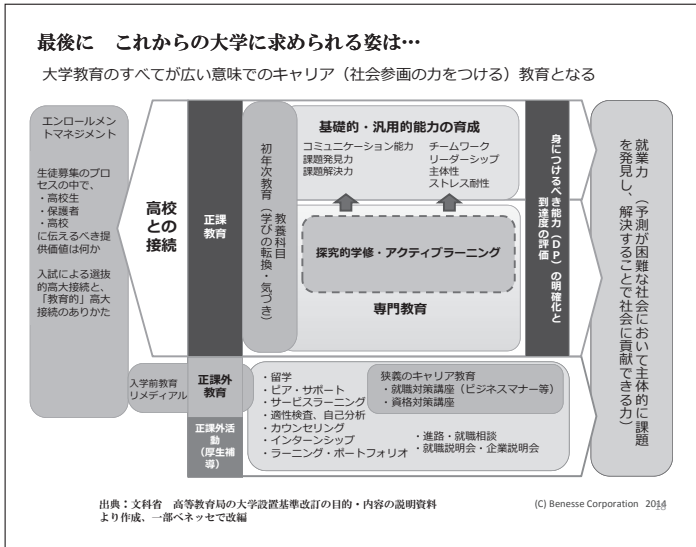 最後に　これからの大学に求められる姿は…
大学教育のすべてが広い意味でのキャリア（社会参画の力をつける）教育となる
エンロールメン
トマネジメント
生徒募集のプロ
セスの中で、
・高校生
・保護者
・高校
に伝えるべき提
供価値は何か
入試による選抜
的高大接続と、
「教育的」高大
接続のありかた
高校
との
接続
正課
教育
初年次教育（学びの転換・気づき）
教養科目
基礎的・汎用的能力の育成
コミュニケーション能力
課題発見力
課題解決力
チームワーク
リーダーシップ
主体性
ストレス耐性
探究的学修・アクティブラーニング
専門教育
身につけるべき能力（DP）の明確化と
到達度の評価
就業力（予測が困難な社会において主体的に課題
を発見し、解決することで社会に貢献できる力）
入学前教育
リメディアル
正課外
教育
正課外活
動
（厚生補
導）
・留学
・ピア・サポート
・サービスラーニング
・適性検査、自己分析
・カウンセリング
・インターンシップ
・ラーニング・ポートフォリオ
狭義のキャリア教育
・就職対策講座（ビジネスマナー等）
・資格対策講座
・進路・就職相談
・就職説明会・企業説明会
出典：文科省　高等教育局の大学設置基準改訂の目的・内容の説明資料
より作成、一部ベネッセで改編
(C) Benesse Corporation 2014